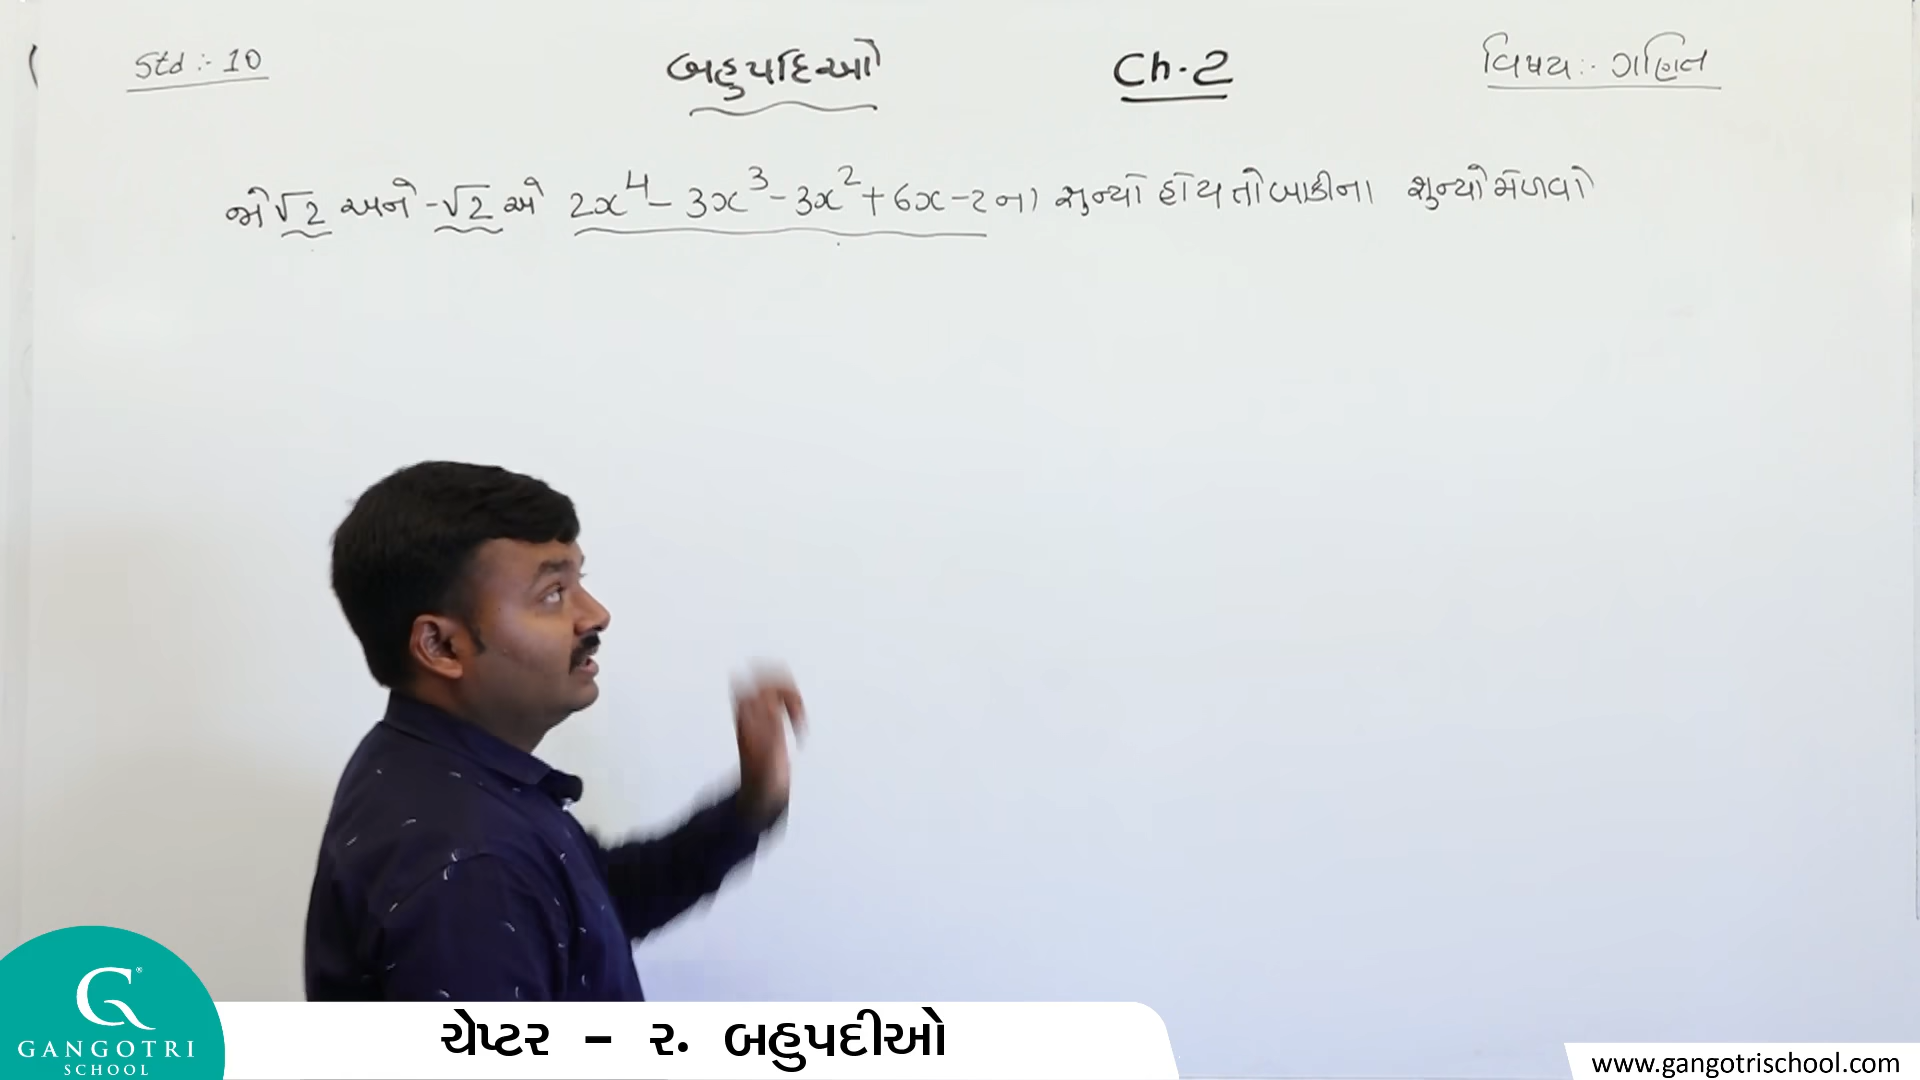 Std :- 10
બહુપદિઓ
Ch. 2
વિષય :- ગણિત
જો √2 અને -√2 એ 2x⁴ - 3x³ - 3x² + 6x - 2 ના શુન્યો હોય તો બાકીના શુન્યો મેળવો
ચેપ્ટર – ૨. બહુપદીઓ
GANGOTRI
SCHOOL
www.gangotrischool.com